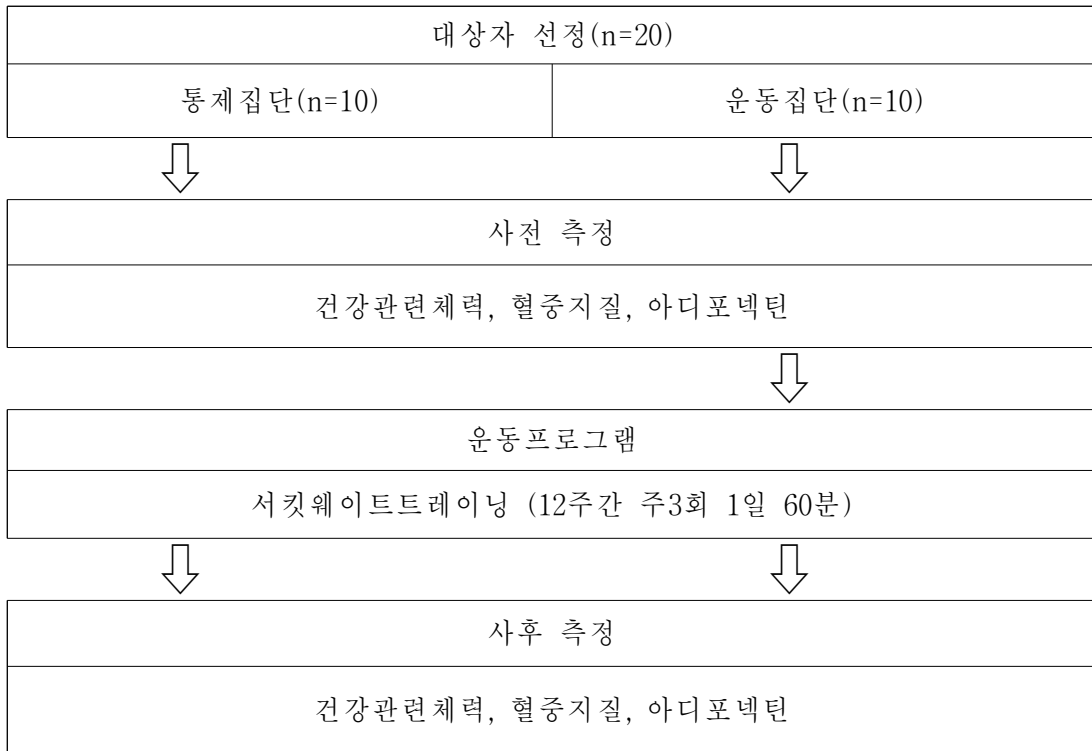 대상자 선정(n=20)
통제집단(n=10)
운동집단(n=10)
사전 측정
건강관련체력, 혈중지질, 아디포넥틴
운동프로그램
서킷웨이트트레이닝 (12주간 주3회 1일 60분)
사후 측정
건강관련체력, 혈중지질, 아디포넥틴